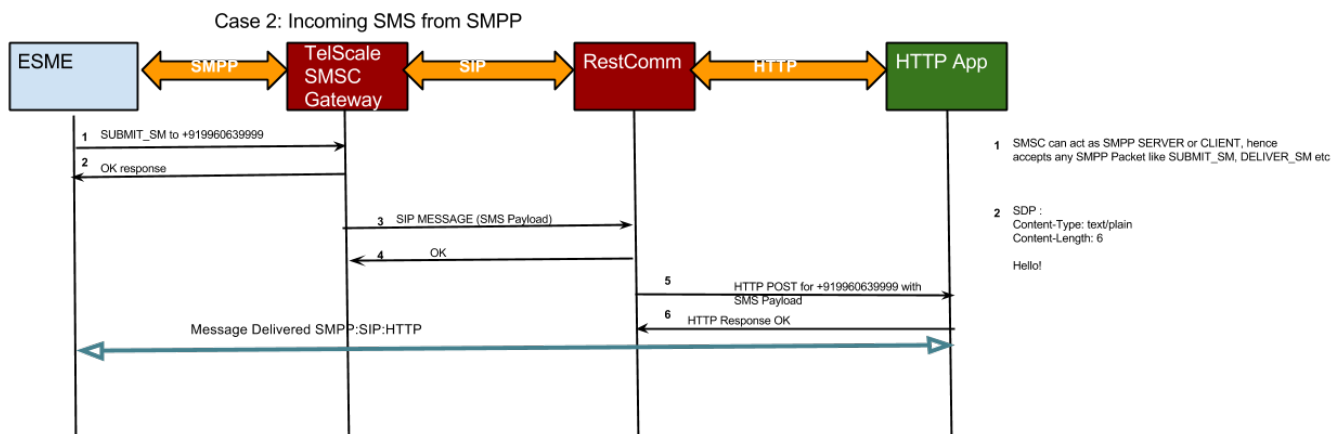 Case 2: Incoming SMS from SMPP
ESME
SMPP
TelScale
SMSC
Gateway
SIP
RestComm
HTTP
HTTP App
1 SUBMIT_SM to +919960639999
2 OK response
3 SIP MESSAGE (SMS Payload)
4 OK
5 HTTP POST for +919960639999 with
SMS Payload
6 HTTP Response OK
Message Delivered SMPP:SIP:HTTP
1 SMSC can act as SMPP SERVER or CLIENT, hence
accepts any SMPP Packet like SUBMIT_SM, DELIVER_SM etc
2 SDP :
Content-Type: text/plain
Content-Length: 6
Hello!